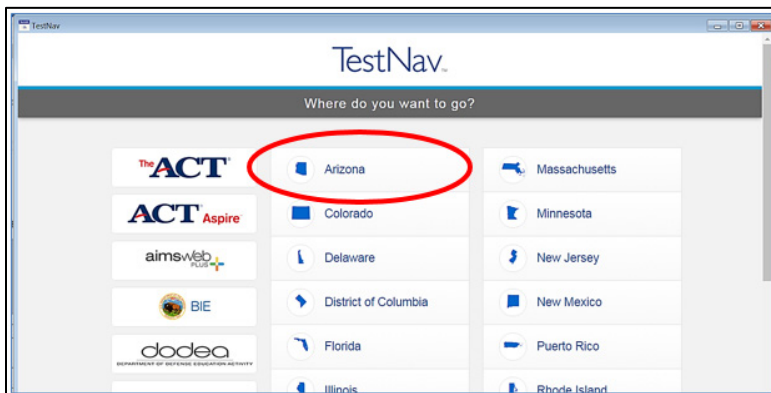 TestNav
TestNav™
Where do you want to go?
The ACT®
ACT® Aspire®
aimsweb PLUS
BIE
dodea
DEPARTMENT OF DEFENSE EDUCATION ACTIVITY
Arizona
Colorado
Delaware
District of Columbia
Florida
Illinois
Massachusetts
Minnesota
New Jersey
New Mexico
Puerto Rico
Rhode Island